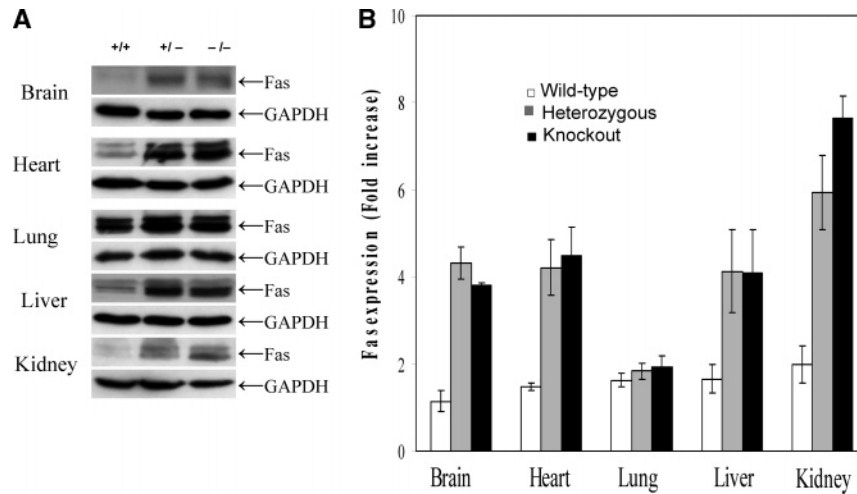 A
+/+ +/− −/−
Brain
←Fas
←GAPDH
Heart
←Fas
←GAPDH
Lung
←Fas
←GAPDH
Liver
←Fas
←GAPDH
Kidney
←Fas
←GAPDH
B
Fas expression (Fold increase)
10
8
6
4
2
0
Wild-type
Heterozygous
Knockout
Brain Heart Lung Liver Kidney